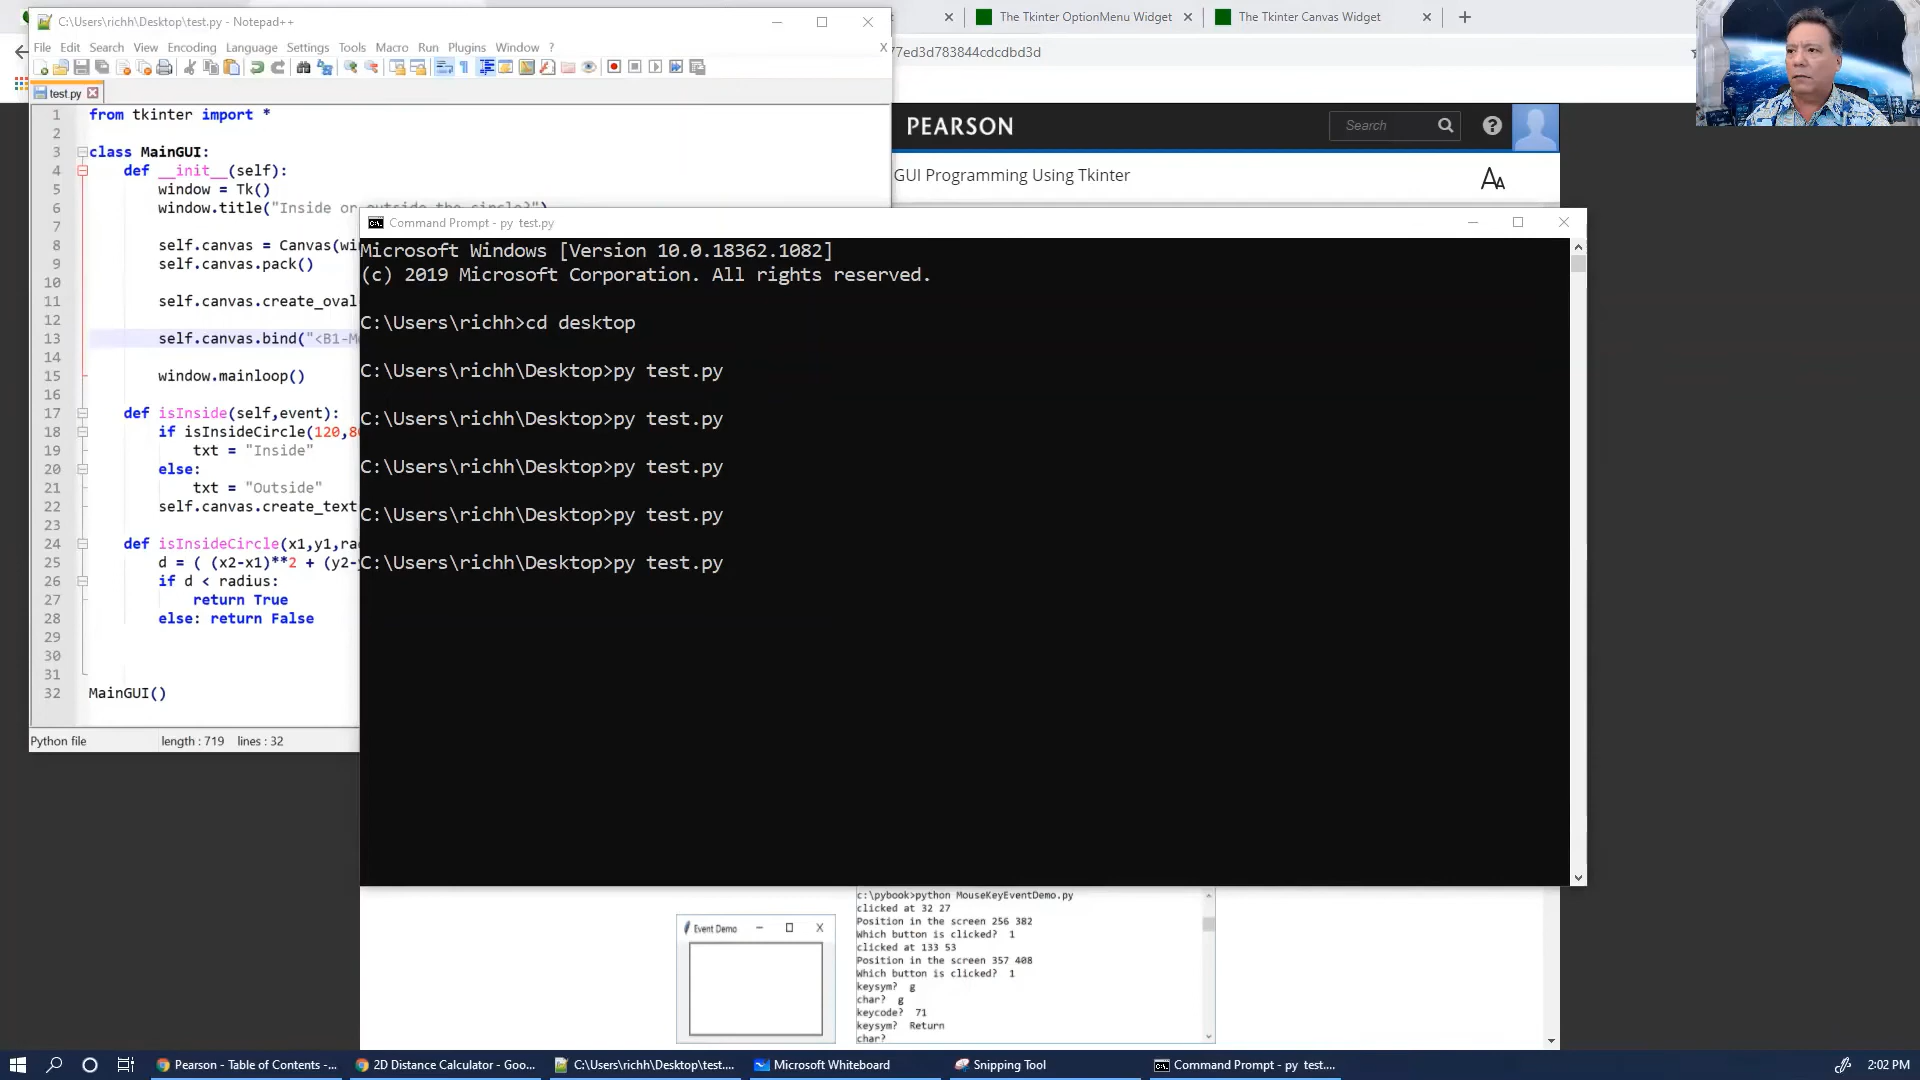 C:\Users\richh\Desktop\test.py - Notepad++
File Edit Search View Encoding Language Settings Tools Macro Run Plugins Window ? X
test.py
1 from tkinter import *
2
3 class MainGUI:
4 def __init__(self):
5 window = Tk()
6 window.title("Inside or outside the circle?")
7
8 self.canvas = Canvas(wi
9 self.canvas.pack()
10
11 self.canvas.create_oval
12
13 self.canvas.bind("<B1-M
14
15 window.mainloop()
16
17 def isInside(self,event):
18 if isInsideCircle(120,8
19 txt = "Inside"
20 else:
21 txt = "Outside"
22 self.canvas.create_text
23
24 def isInsideCircle(x1,y1,ra
25 d = ( (x2-x1)**2 + (y2-
26 if d < radius:
27 return True
28 else: return False
29
30
31
32 MainGUI()
Python file length : 719 lines : 32
The Tkinter OptionMenu Widget
The Tkinter Canvas Widget
7ed3d783844cdcdbd3d
PEARSON
Search
GUI Programming Using Tkinter
AA
Command Prompt - py test.py
Microsoft Windows [Version 10.0.18362.1082]
(c) 2019 Microsoft Corporation. All rights reserved.
C:\Users\richh>cd desktop
C:\Users\richh\Desktop>py test.py
C:\Users\richh\Desktop>py test.py
C:\Users\richh\Desktop>py test.py
C:\Users\richh\Desktop>py test.py
C:\Users\richh\Desktop>py test.py
Event Demo
c:\pybook>python MouseKeyEventDemo.py
clicked at 32 27
Position in the screen 256 382
Which button is clicked? 1
clicked at 133 53
Position in the screen 357 408
Which button is clicked? 1
keysym? g
char? g
keycode? 71
keysym? Return
char?
Pearson - Table of Contents -...
2D Distance Calculator - Goo...
C:\Users\richh\Desktop\test....
Microsoft Whiteboard
Snipping Tool
Command Prompt - py test....
2:02 PM